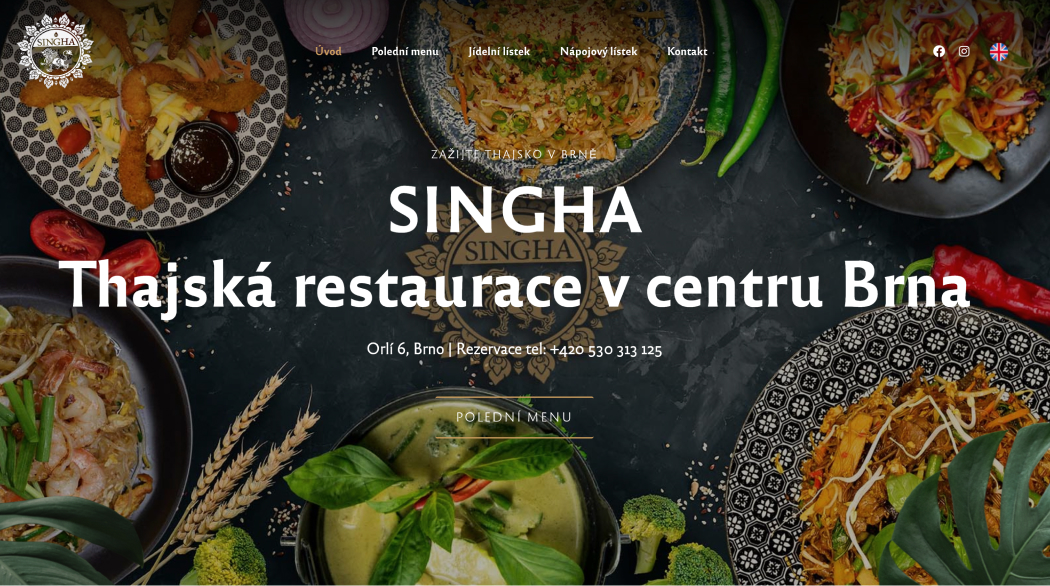 SINGHA
Úvod
Polední menu
Jídelní lístek
Nápojový lístek
Kontakt
ZAŽIJTE THAJSKO V BRNĚ
SINGHA
SINGHA
Thajská restaurace v centru Brna
Orlí 6, Brno | Rezervace tel: +420 530 313 125
POLEDNÍ MENU